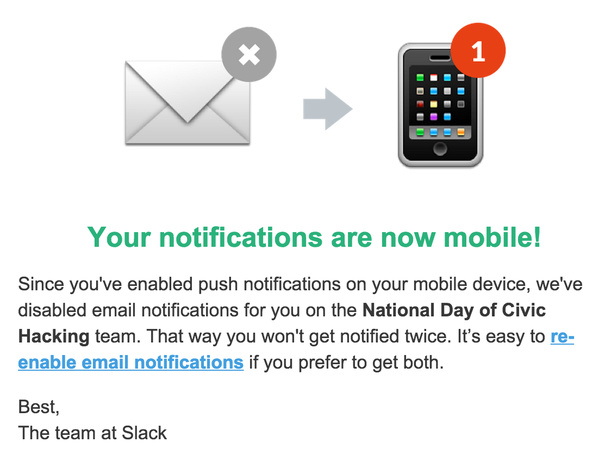 1
Your notifications are now mobile!
Since you've enabled push notifications on your mobile device, we've
disabled email notifications for you on the National Day of Civic
Hacking team. That way you won't get notified twice. It’s easy to re-
enable email notifications if you prefer to get both.
Best,
The team at Slack